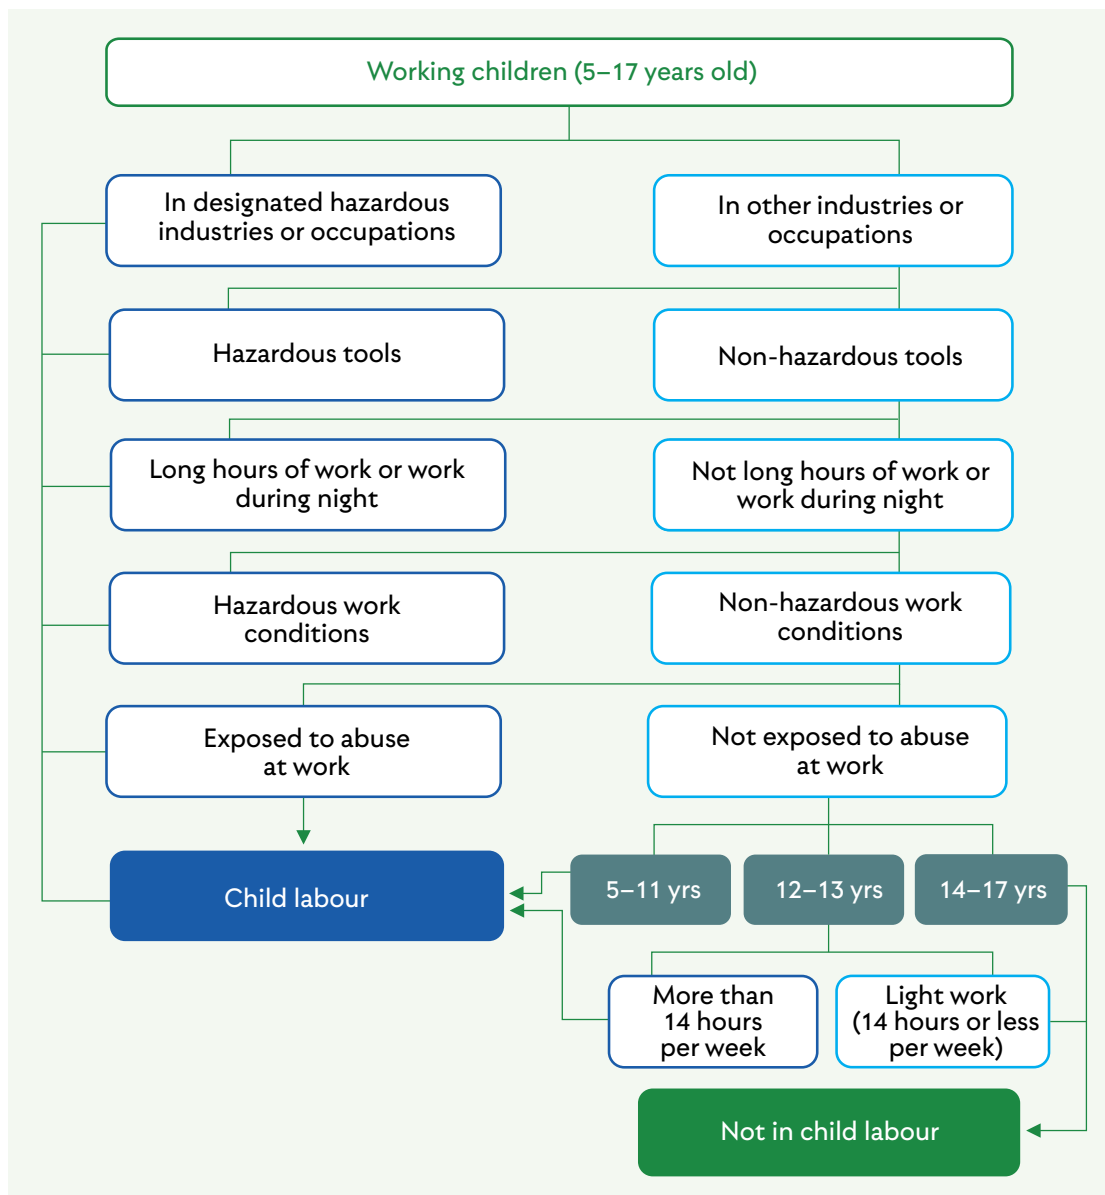 Working children (5–17 years old)
In designated hazardous
industries or occupations
In other industries or
occupations
Hazardous tools
Non-hazardous tools
Long hours of work or work
during night
Not long hours of work or
work during night
Hazardous work
conditions
Non-hazardous work
conditions
Exposed to abuse
at work
Not exposed to abuse
at work
Child labour
5–11 yrs
12–13 yrs
14–17 yrs
More than
14 hours
per week
Light work
(14 hours or less
per week)
Not in child labour